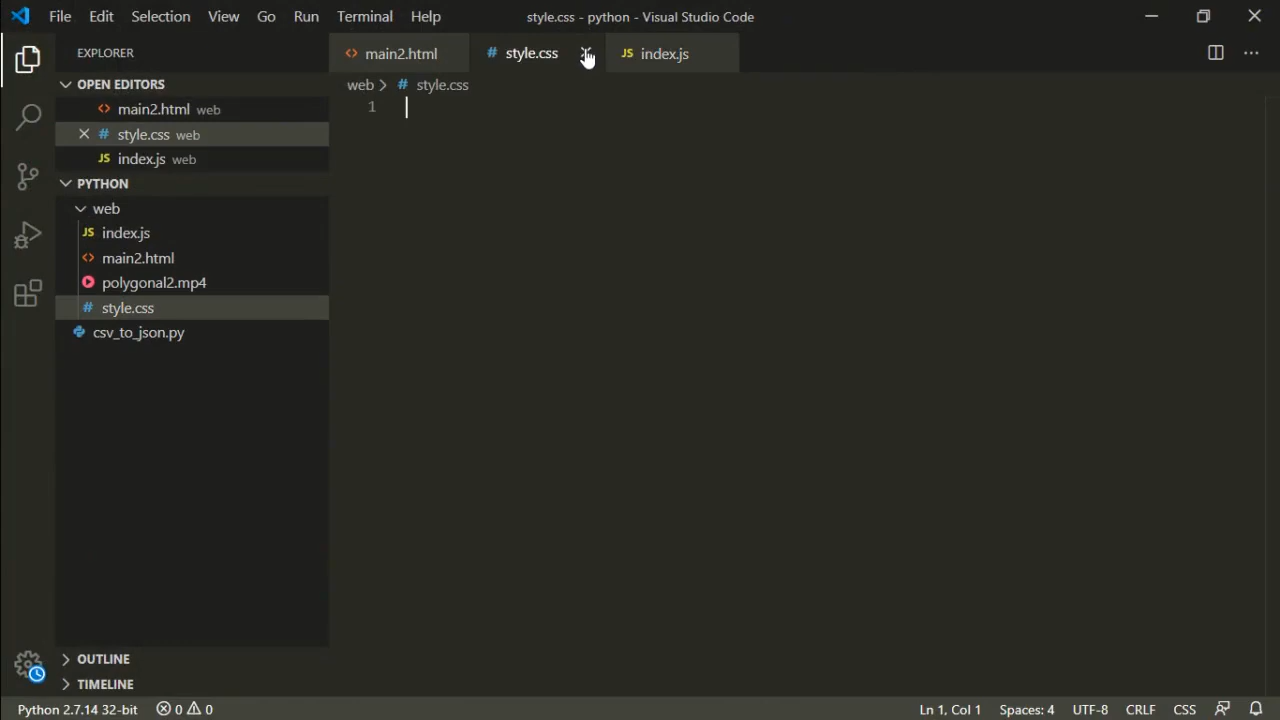 File Edit Selection View Go Run Terminal Help style.css - python - Visual Studio Code
EXPLORER
main2.html
# style.css
JS index.js
OPEN EDITORS
web > # style.css
main2.html web
1
# style.css web
JS index.js web
PYTHON
web
JS index.js
main2.html
polygonal2.mp4
# style.css
csv_to_json.py
OUTLINE
TIMELINE
Python 2.7.14 32-bit 0 0 Ln 1, Col 1 Spaces: 4 UTF-8 CRLF CSS